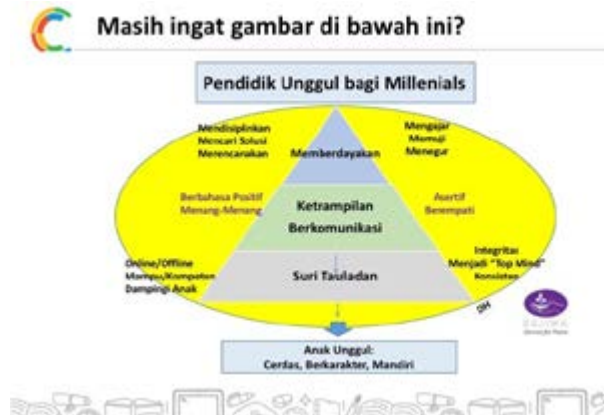 Masih ingat gambar di bawah ini?
Pendidik Unggul bagi Millenials
Mendisiplinkan
Mencari Solusi
Merencanakan
Mengajar
Memuji
Menegur
Memberdayakan
Berbahasa Positif
Menang-Menang
Ketrampilan
Berkomunikasi
Asertif
Berempati
Online/Offline
Mampu/Kompeten
Dampingi Anak
Suri Tauladan
Integritas
Menjadi "Top Mind"
Konsisten
DH
Anak Unggul:
Cerdas, Berkarakter, Mandiri